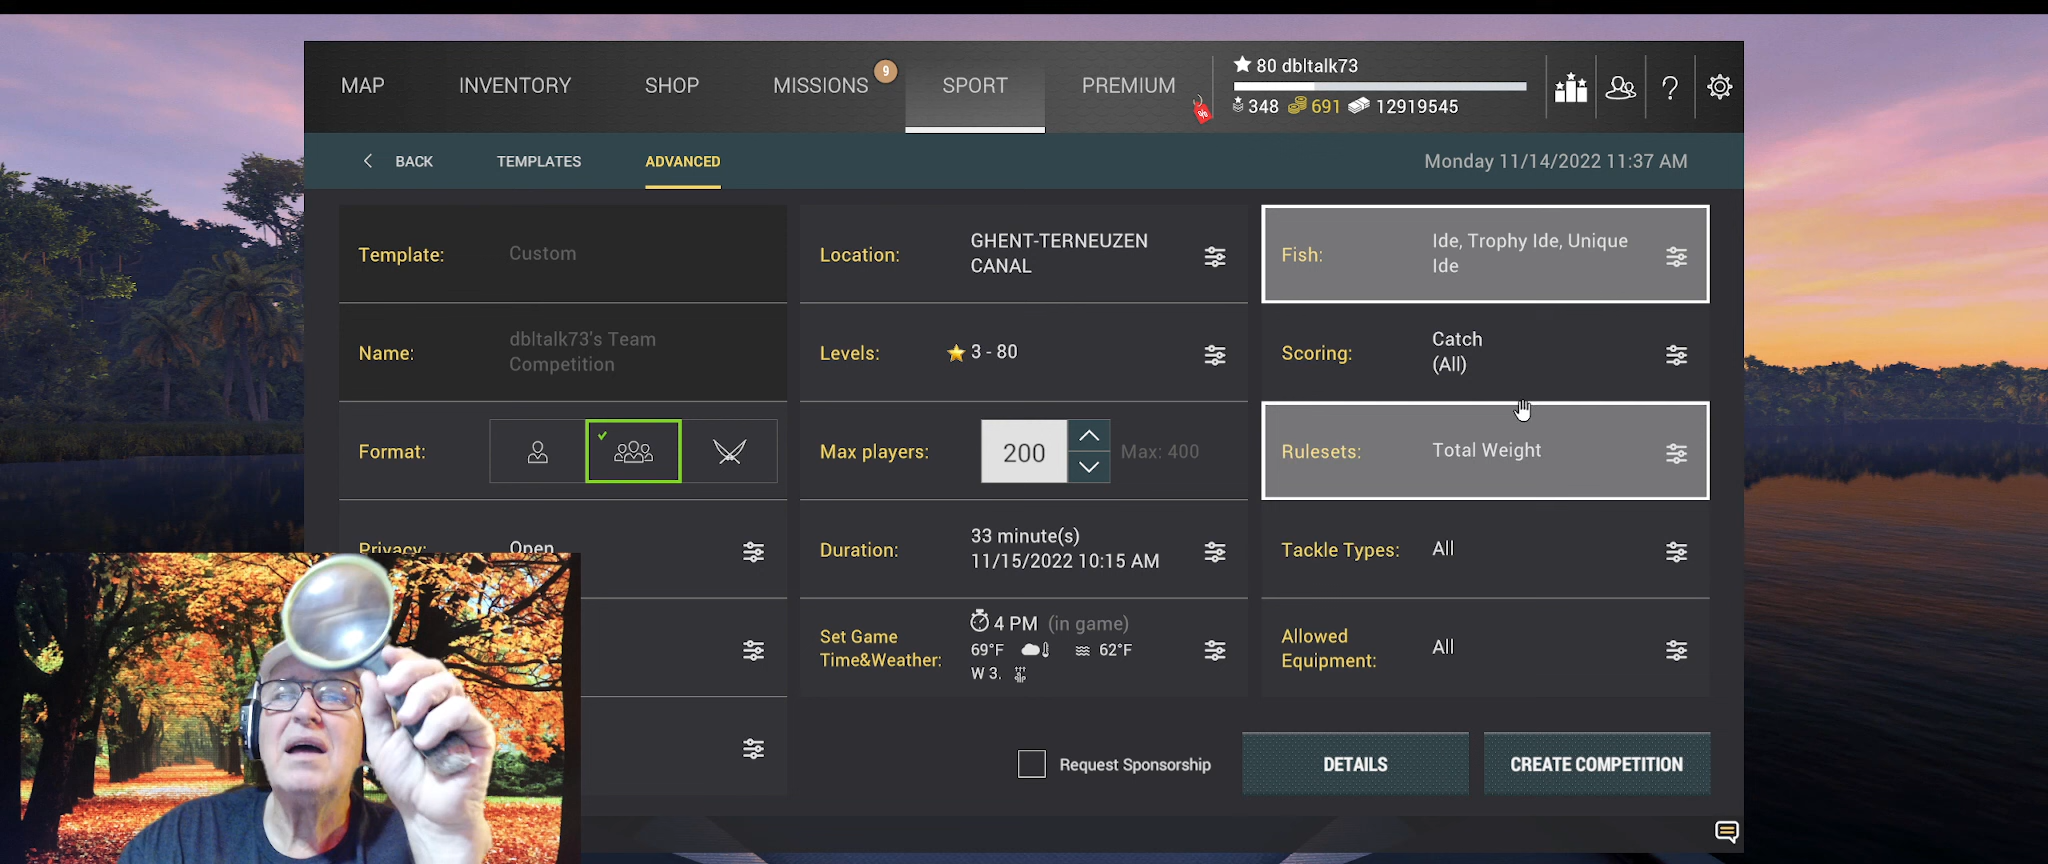 MAP
INVENTORY
SHOP
MISSIONS
9
SPORT
PREMIUM
80 dbltalk73
348 691 12919545
?
BACK
TEMPLATES
ADVANCED
Monday 11/14/2022 11:37 AM
Template: Custom
Name: dbltalk73's Team
Competition
Format:
Privacy: Open
Location: GHENT-TERNEUZEN
CANAL
Levels: 3 - 80
Max players: 200 Max: 400
Duration: 33 minute(s)
11/15/2022 10:15 AM
Set Game
Time&Weather:
4 PM (in game)
69°F 62°F
W 3.
Fish: Ide, Trophy Ide, Unique
Ide
Scoring: Catch
(All)
Rulesets: Total Weight
Tackle Types: All
Allowed
Equipment: All
Request Sponsorship
DETAILS
CREATE COMPETITION